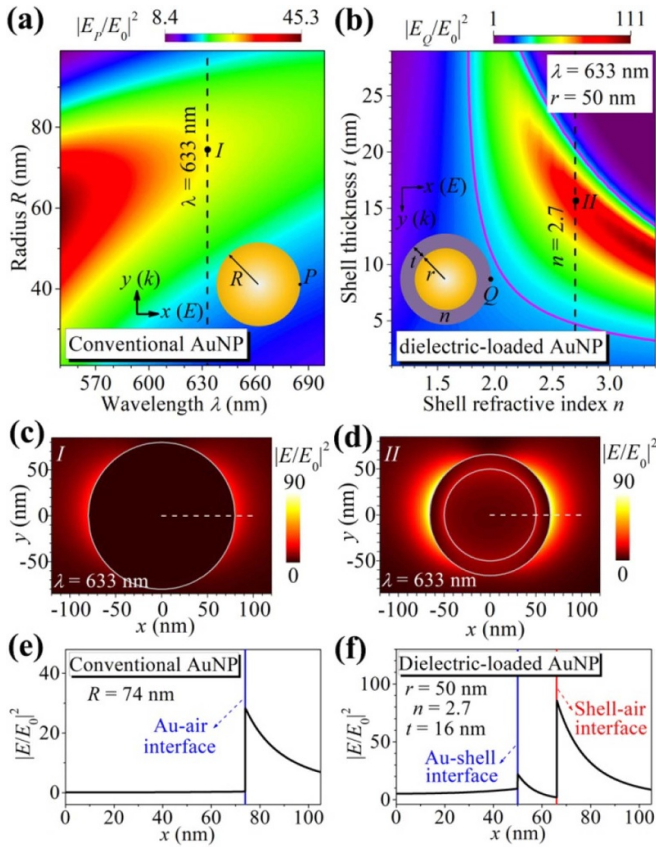 (a)
|E_P/E_0|^2
8.4
45.3
Radius R (nm)
80
60
40
λ = 633 nm
I
R
P
y (k)
x (E)
Conventional AuNP
570
600
630
660
690
Wavelength λ (nm)
(b)
|E_Q/E_0|^2
1
111
λ = 633 nm
r = 50 nm
Shell thickness t (nm)
25
20
15
10
5
x (E)
y (k)
t
r
n
Q
II
n = 2.7
dielectric-loaded AuNP
1.5
2.0
2.5
3.0
Shell refractive index n
(c)
I
|E/E_0|^2
90
0
y (nm)
50
0
-50
λ = 633 nm
-100
-50
0
50
100
x (nm)
(d)
II
|E/E_0|^2
90
0
y (nm)
50
0
-50
λ = 633 nm
-100
-50
0
50
100
x (nm)
(e)
Conventional AuNP
R = 74 nm
Au-air
interface
|E/E_0|^2
40
20
0
0
20
40
60
80
100
x (nm)
(f)
Dielectric-loaded AuNP
r = 50 nm
n = 2.7
t = 16 nm
Shell-air
interface
Au-shell
interface
|E/E_0|^2
100
50
0
0
20
40
60
80
100
x (nm)